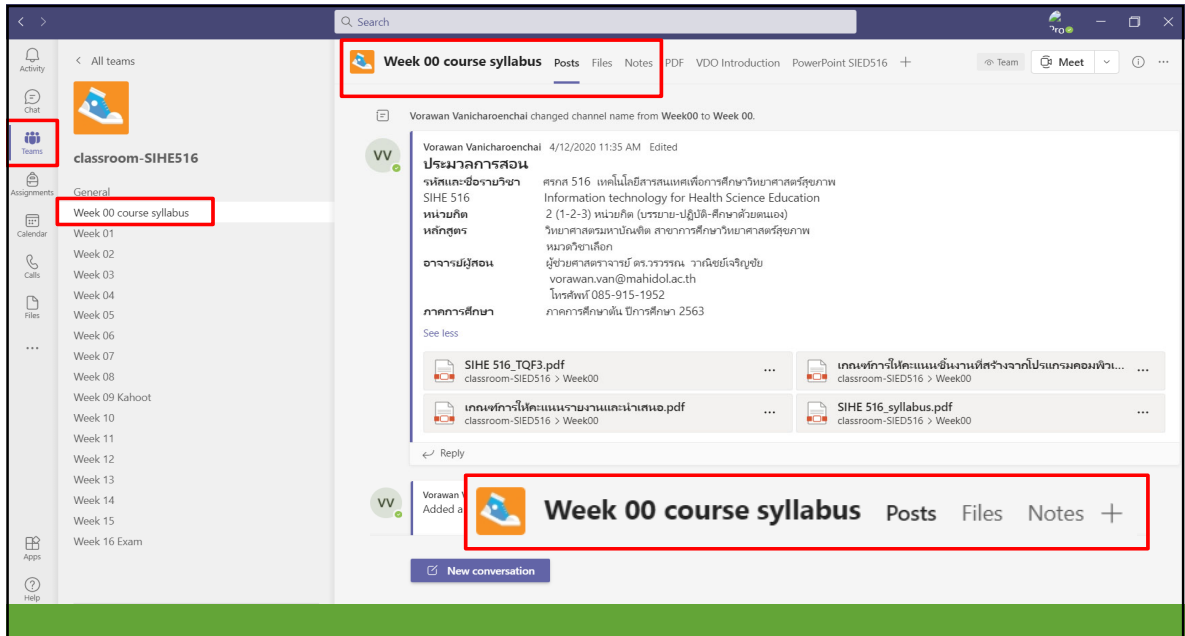 Search
Activity
Chat
Teams
Assignments
Calendar
Calls
Files
...
Apps
Help
All teams
classroom-SIHE516
General
Week 00 course syllabus
Week 01
Week 02
Week 03
Week 04
Week 05
Week 06
Week 07
Week 08
Week 09 Kahoot
Week 10
Week 11
Week 12
Week 13
Week 14
Week 15
Week 16 Exam
Week 00 course syllabus Posts Files Notes PDF VDO Introduction PowerPoint SIED516 +
Team Meet
Vorawan Vanicharoenchai changed channel name from Week00 to Week 00.
VV
Vorawan Vanicharoenchai 4/12/2020 11:35 AM Edited
ประมวลการสอน
รหัสและชื่อรายวิชา ศรกส 516 เทคโนโลยีสารสนเทศเพื่อการศึกษาวิทยาศาสตร์สุขภาพ
SIHE 516 Information technology for Health Science Education
หน่วยกิต 2 (1-2-3) หน่วยกิต (บรรยาย-ปฏิบัติ-ศึกษาด้วยตนเอง)
หลักสูตร วิทยาศาสตรมหาบัณฑิต สาขาการศึกษาวิทยาศาสตร์สุขภาพ
หมวดวิชาเลือก
อาจารย์ผู้สอน ผู้ช่วยศาสตราจารย์ ดร.วรวรรณ วาณิชย์เจริญชัย
vorawan.van@mahidol.ac.th
โทรศัพท์ 085-915-1952
ภาคการศึกษา ภาคการศึกษาต้น ปีการศึกษา 2563
See less
SIHE 516_TQF3.pdf
classroom-SIED516 > Week00
เกณฑ์การให้คะแนนชิ้นงานที่สร้างจากโปรแกรมคอมพิวเ...
classroom-SIED516 > Week00
เกณฑ์การให้คะแนนรายงานและนำเสนอ.pdf
classroom-SIED516 > Week00
SIHE 516_syllabus.pdf
classroom-SIED516 > Week00
Reply
VV
Vorawan
Added a
Week 00 course syllabus Posts Files Notes +
New conversation